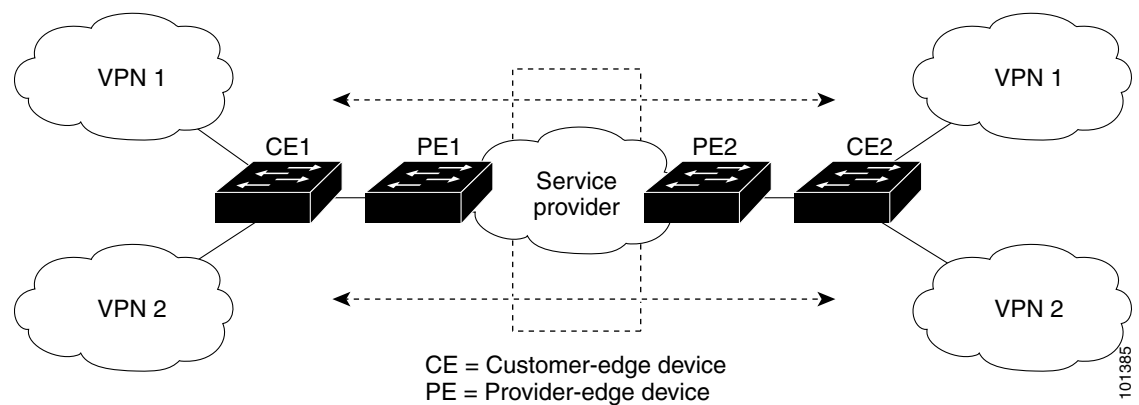 VPN 1
VPN 1
CE1
PE1
PE2
CE2
Service
provider
VPN 2
VPN 2
CE = Customer-edge device
PE = Provider-edge device
101385